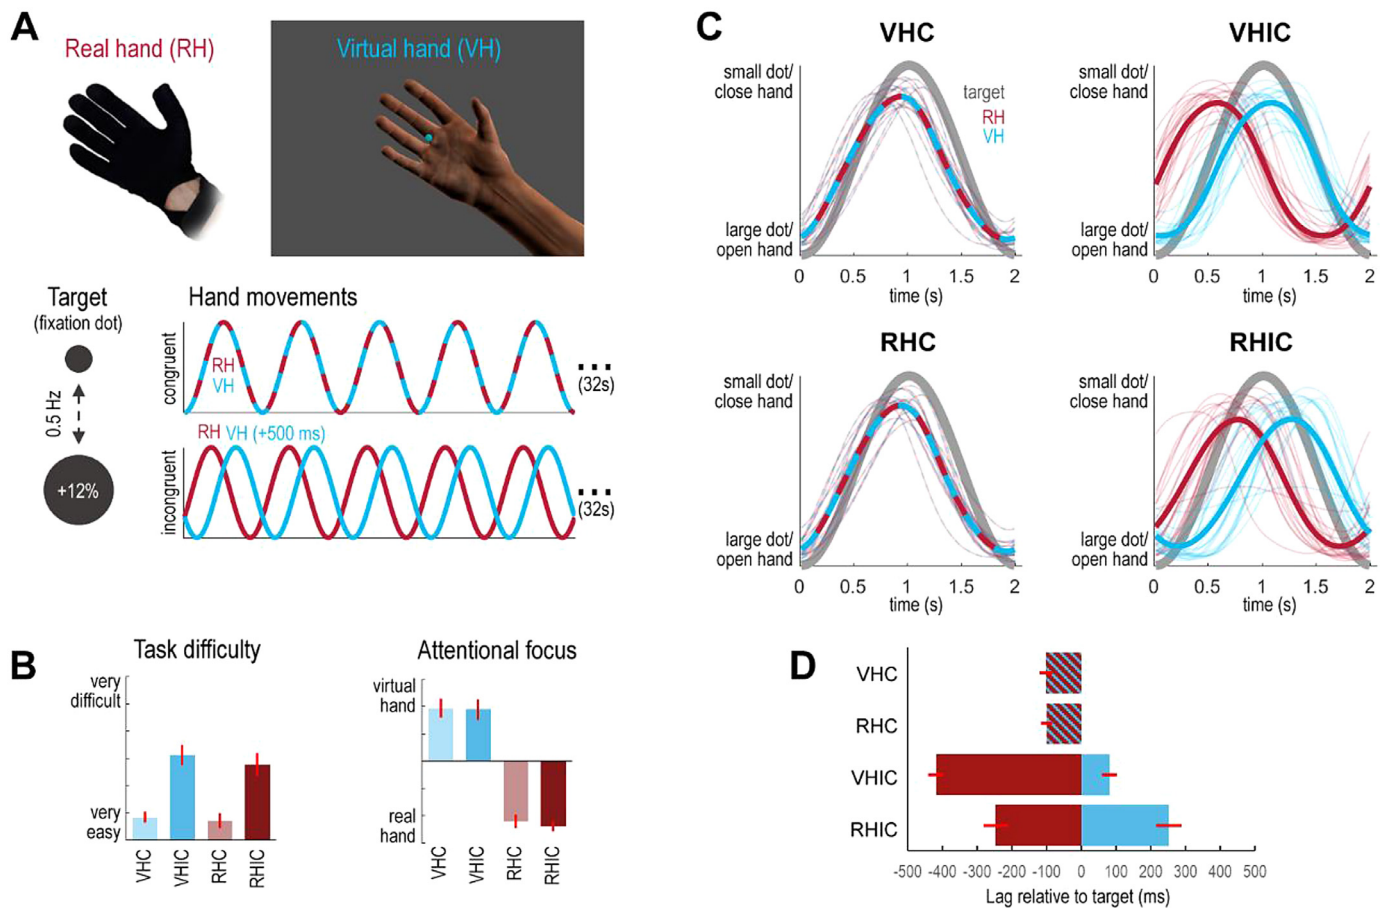 A
Real hand (RH)
Virtual hand (VH)
Target
(fixation dot)
0.5 Hz
+12%
Hand movements
congruent
RH
VH
...
(32s)
RH VH (+500 ms)
incongruent
...
(32s)
B
Task difficulty
very
difficult
very
easy
VHC
VHIC
RHC
RHIC
Attentional focus
virtual
hand
real
hand
VHC
VHIC
RHC
RHIC
C
VHC
small dot/
close hand
target
RH
VH
large dot/
open hand
0 0.5 1 1.5 2
time (s)
VHIC
small dot/
close hand
large dot/
open hand
0 0.5 1 1.5 2
time (s)
RHC
small dot/
close hand
large dot/
open hand
0 0.5 1 1.5 2
time (s)
RHIC
small dot/
close hand
large dot/
open hand
0 0.5 1 1.5 2
time (s)
D
VHC
RHC
VHIC
RHIC
-500 -400 -300 -200 -100 0 100 200 300 400 500
Lag relative to target (ms)